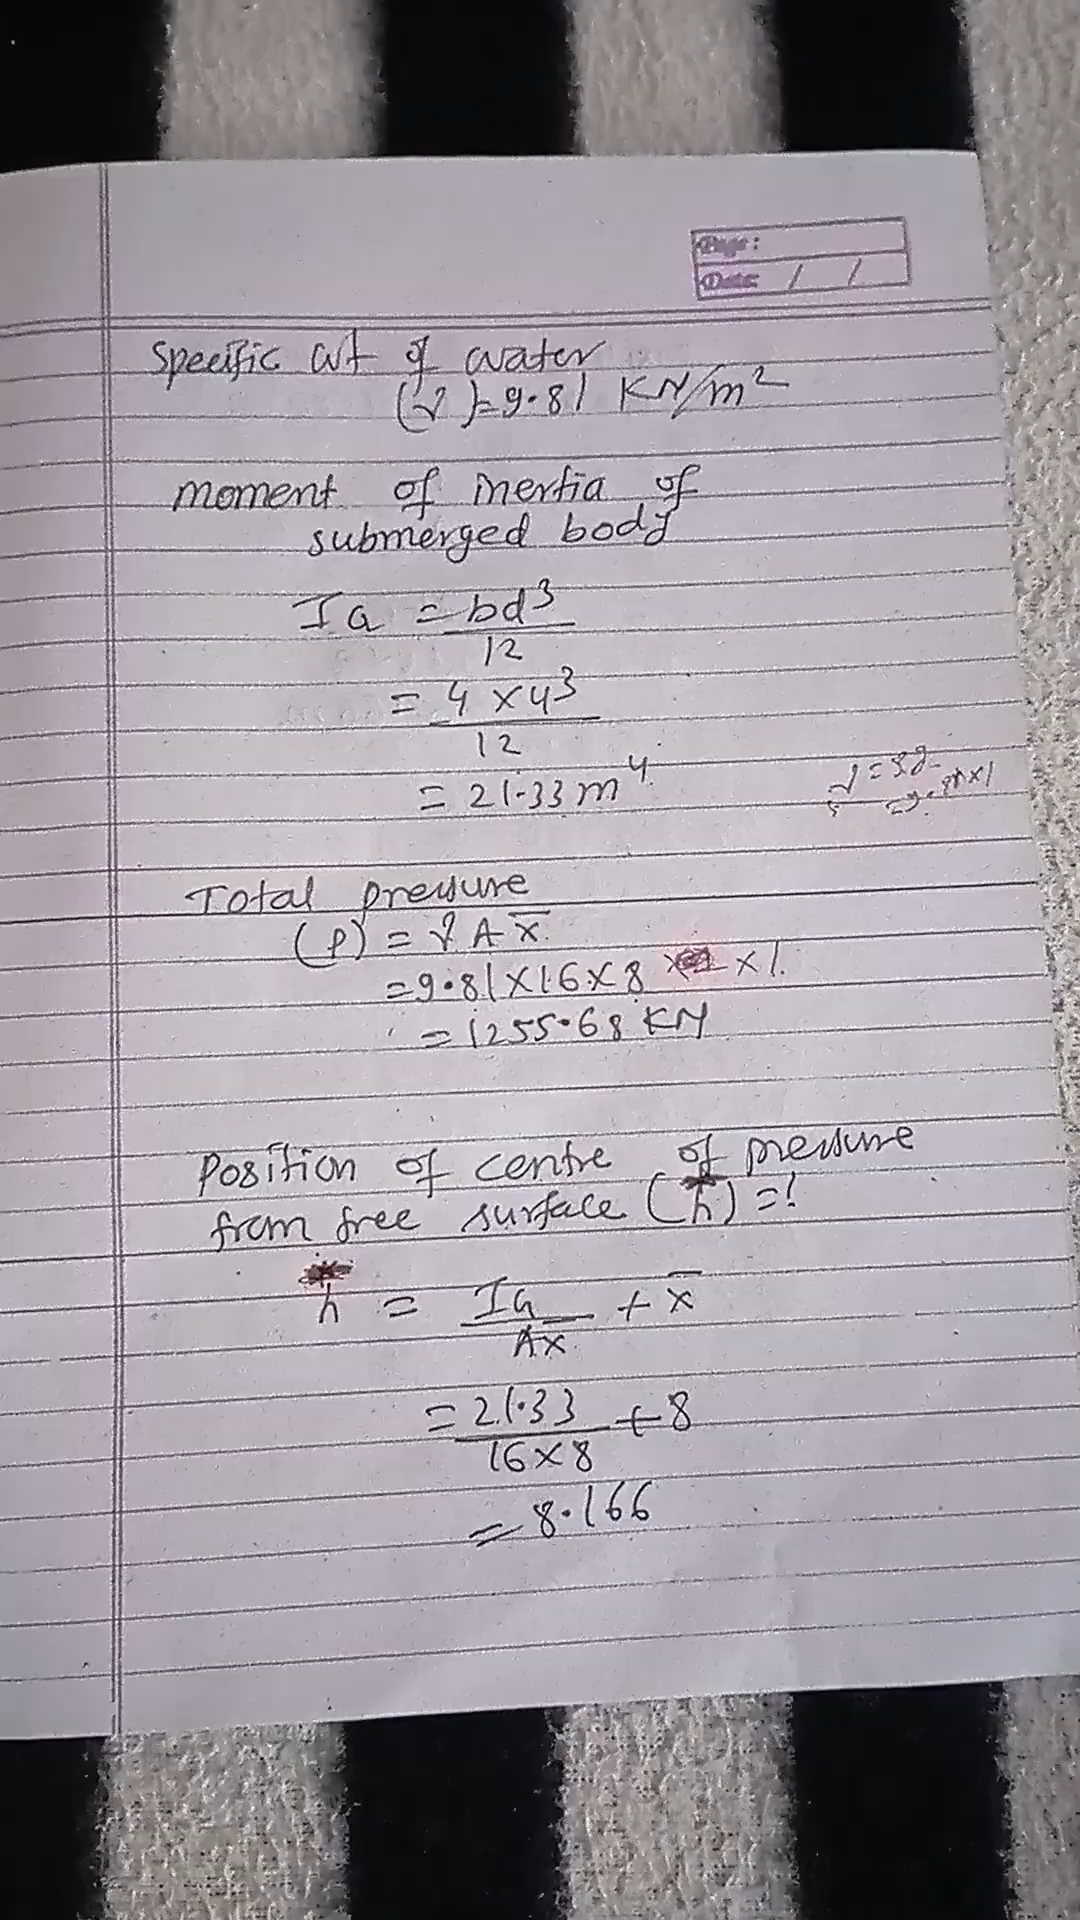 Page:
Date: / /
specific wt of water
(γ) = 9.81 KN/m²
moment of inertia of
submerged body
IG = bd³
12
= 4 × 4³
12
= 21.33 m⁴
Total pressure
(P) = γ A x̄
= 9.81 × 16 × 8 × 1.
= 1255.68 KN
Position of centre of pressure
from free surface (h) = !
h = IG + x̄
Ax̄
= 21.33 + 8
16 × 8
= 8.166